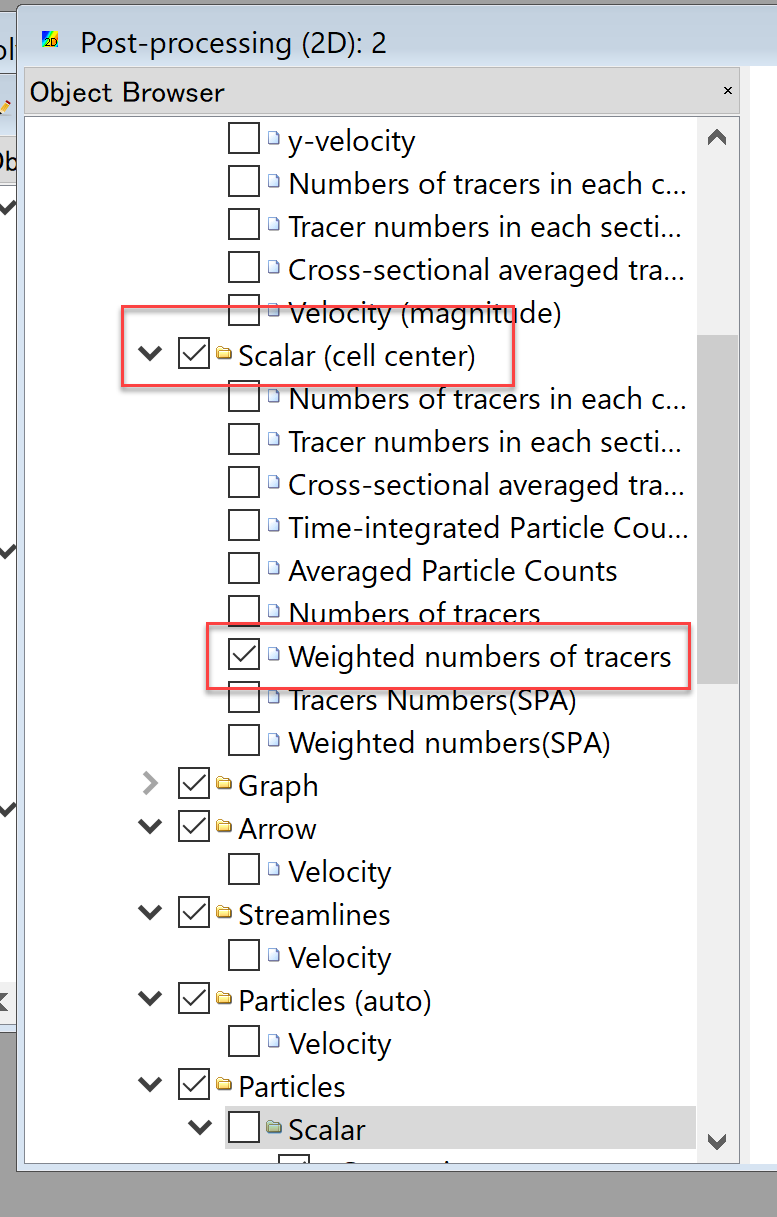 Post-processing (2D): 2
Object Browser
y-velocity
Numbers of tracers in each c...
Tracer numbers in each secti...
Cross-sectional averaged tra...
Velocity (magnitude)
Scalar (cell center)
Numbers of tracers in each c...
Tracer numbers in each secti...
Cross-sectional averaged tra...
Time-integrated Particle Cou...
Averaged Particle Counts
Numbers of tracers
Weighted numbers of tracers
Tracers Numbers(SPA)
Weighted numbers(SPA)
Graph
Arrow
Velocity
Streamlines
Velocity
Particles (auto)
Velocity
Particles
Scalar